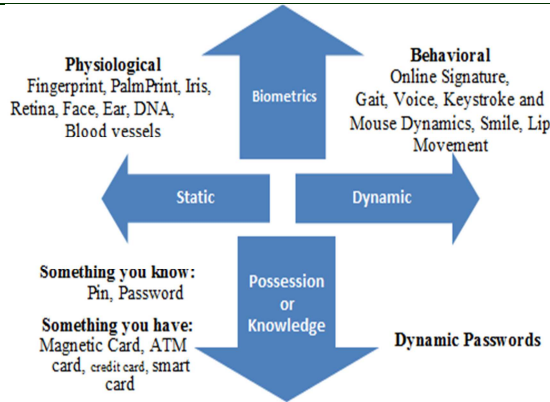 Physiological
Fingerprint, PalmPrint, Iris,
Retina, Face, Ear, DNA,
Blood vessels
Biometrics
Behavioral
Online Signature,
Gait, Voice, Keystroke and
Mouse Dynamics, Smile, Lip
Movement
Static
Dynamic
Something you know:
Pin, Password
Something you have:
Magnetic Card, ATM
card, credit card, smart
card
Possession
or
Knowledge
Dynamic Passwords